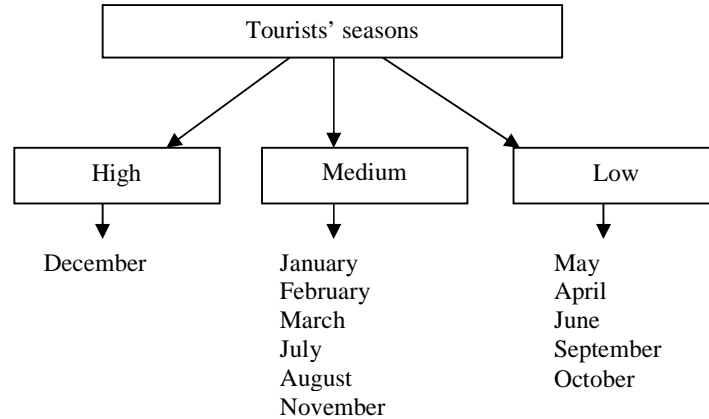 Tourists’ seasons
High
Medium
Low
December
January
February
March
July
August
November
May
April
June
September
October